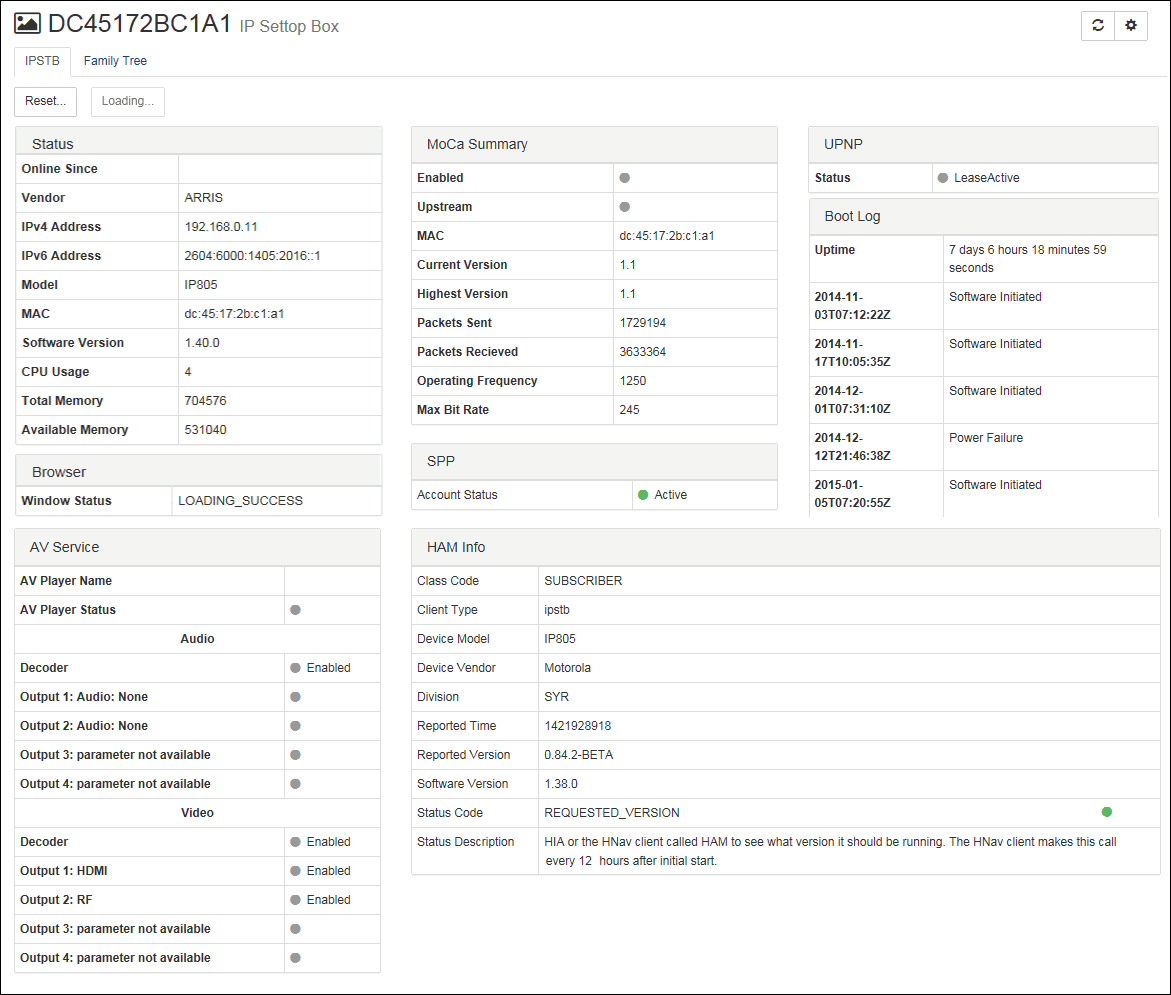 DC45172BC1A1 IP Settop Box
IPSTB Family Tree
Reset... Loading...
Status
Online Since
Vendor ARRIS
IPv4 Address 192.168.0.11
IPv6 Address 2604:6000:1405:2016::1
Model IP805
MAC dc:45:17:2b:c1:a1
Software Version 1.40.0
CPU Usage 4
Total Memory 704576
Available Memory 531040
Browser
Window Status LOADING_SUCCESS
MoCa Summary
Enabled
Upstream
MAC dc:45:17:2b:c1:a1
Current Version 1.1
Highest Version 1.1
Packets Sent 1729194
Packets Recieved 3633364
Operating Frequency 1250
Max Bit Rate 245
SPP
Account Status Active
UPNP
Status LeaseActive
Boot Log
Uptime 7 days 6 hours 18 minutes 59
seconds
2014-11- Software Initiated
03T07:12:22Z
2014-11- Software Initiated
17T10:05:35Z
2014-12- Software Initiated
01T07:31:10Z
2014-12- Power Failure
12T21:46:38Z
2015-01- Software Initiated
05T07:20:55Z
AV Service
AV Player Name
AV Player Status
Audio
Decoder Enabled
Output 1: Audio: None
Output 2: Audio: None
Output 3: parameter not available
Output 4: parameter not available
Video
Decoder Enabled
Output 1: HDMI Enabled
Output 2: RF Enabled
Output 3: parameter not available
Output 4: parameter not available
HAM Info
Class Code SUBSCRIBER
Client Type ipstb
Device Model IP805
Device Vendor Motorola
Division SYR
Reported Time 1421928918
Reported Version 0.84.2-BETA
Software Version 1.38.0
Status Code REQUESTED_VERSION
Status Description HIA or the HNav client called HAM to see what version it should be running. The HNav client makes this call
every 12 hours after initial start.